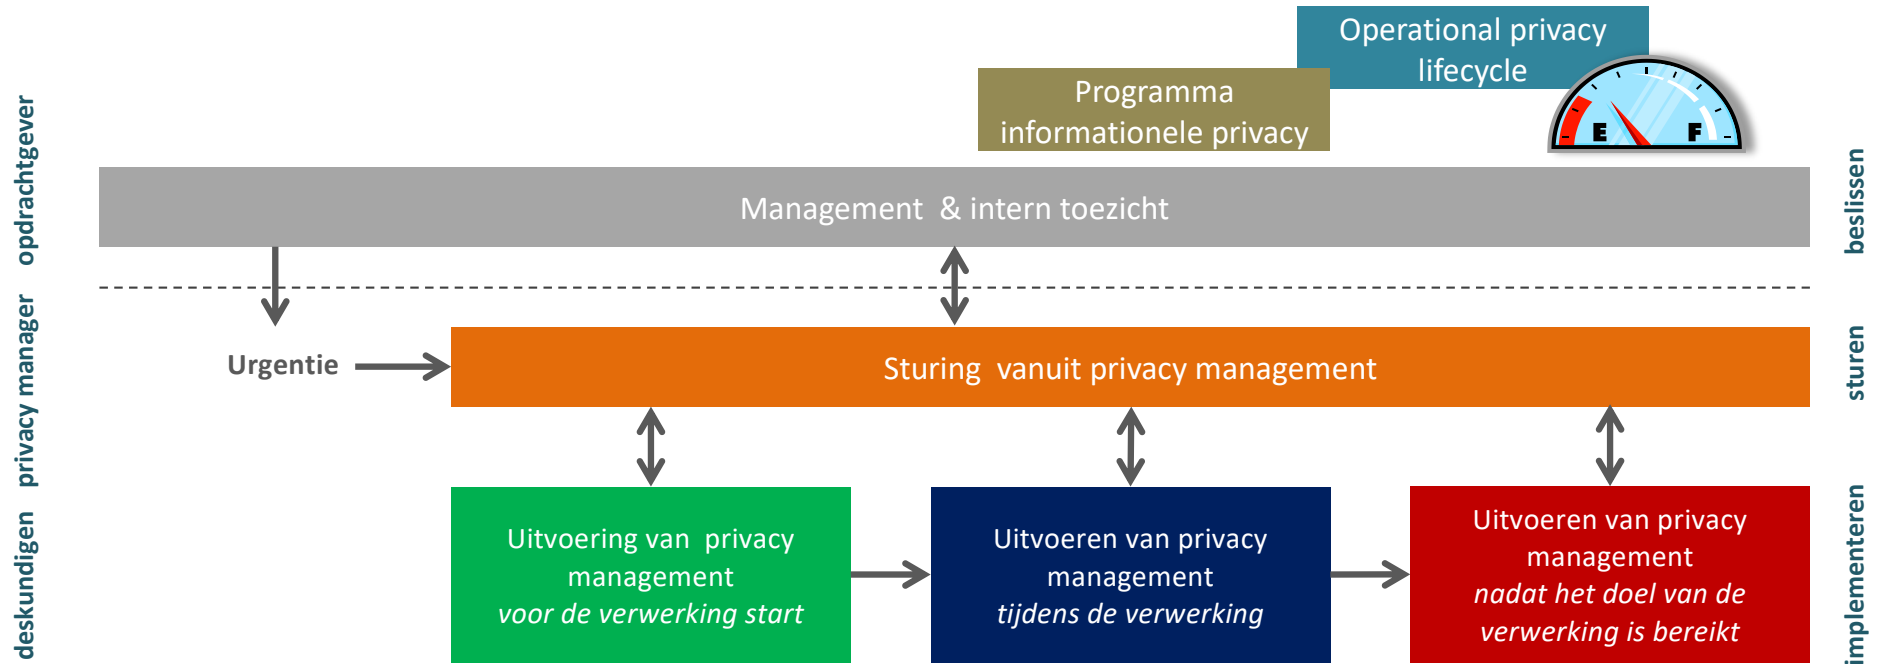 Operational privacy
lifecycle
Programma
informationele privacy
E F
opdrachtgever
Management & intern toezicht
beslissen
privacy manager
Urgentie
Sturing vanuit privacy management
sturen
deskundigen
Uitvoering van privacy
management
voor de verwerking start
Uitvoeren van privacy
management
tijdens de verwerking
Uitvoeren van privacy
management
nadat het doel van de
verwerking is bereikt
implementeren